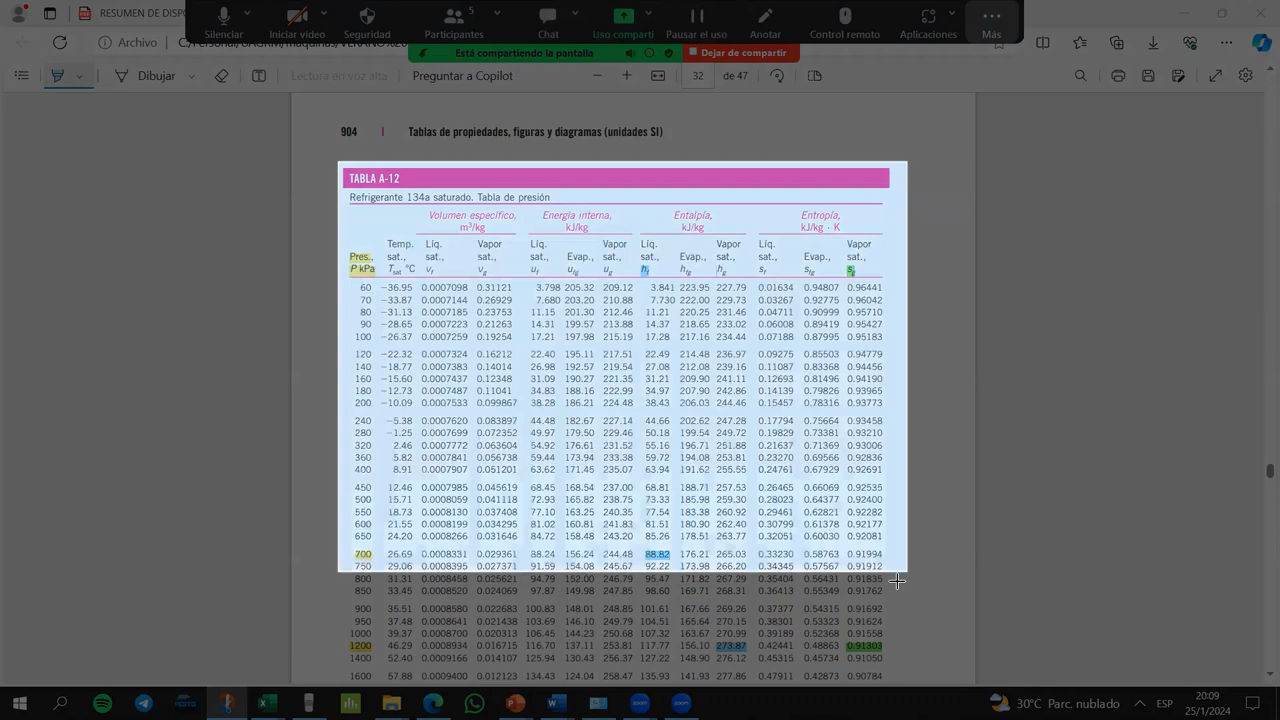 RESUMEN DE DISPO
Silenciar
Iniciar video
Seguridad
5
Participantes
Chat
Uso comparti
Pausar el uso
Anotar
Control remoto
Aplicaciones
Más
Archivo
Está compartiendo la pantalla
Dejar de compartir
Dibujar
Lectura en voz alta
Preguntar a Copilot
32
de 47
904 | Tablas de propiedades, figuras y diagramas (unidades SI)
TABLA A-12
Refrigerante 134a saturado. Tabla de presión
Volumen específico, Energía interna, Entalpía, Entropía,
m³/kg kJ/kg kJ/kg kJ/kg · K
Temp. Líq. Vapor Líq. Vapor Líq. Vapor Líq. Vapor
Pres., sat., sat., sat., sat., Evap., sat., sat., Evap., sat., sat., Evap., sat.,
P kPa Tsat °C vf vg uf ufg ug hf hfg hg sf sfg sg
60 −36.95 0.0007098 0.31121 3.798 205.32 209.12 3.841 223.95 227.79 0.01634 0.94807 0.96441
70 −33.87 0.0007144 0.26929 7.680 203.20 210.88 7.730 222.00 229.73 0.03267 0.92775 0.96042
80 −31.13 0.0007185 0.23753 11.15 201.30 212.46 11.21 220.25 231.46 0.04711 0.90999 0.95710
90 −28.65 0.0007223 0.21263 14.31 199.57 213.88 14.37 218.65 233.02 0.06008 0.89419 0.95427
100 −26.37 0.0007259 0.19254 17.21 197.98 215.19 17.28 217.16 234.44 0.07188 0.87995 0.95183
120 −22.32 0.0007324 0.16212 22.40 195.11 217.51 22.49 214.48 236.97 0.09275 0.85503 0.94779
140 −18.77 0.0007383 0.14014 26.98 192.57 219.54 27.08 212.08 239.16 0.11087 0.83368 0.94456
160 −15.60 0.0007437 0.12348 31.09 190.27 221.35 31.21 209.90 241.11 0.12693 0.81496 0.94190
180 −12.73 0.0007487 0.11041 34.83 188.16 222.99 34.97 207.90 242.86 0.14139 0.79826 0.93965
200 −10.09 0.0007533 0.099867 38.28 186.21 224.48 38.43 206.03 244.46 0.15457 0.78316 0.93773
240 −5.38 0.0007620 0.083897 44.48 182.67 227.14 44.66 202.62 247.28 0.17794 0.75664 0.93458
280 −1.25 0.0007699 0.072352 49.97 179.50 229.46 50.18 199.54 249.72 0.19829 0.73381 0.93210
320 2.46 0.0007772 0.063604 54.92 176.61 231.52 55.16 196.71 251.88 0.21637 0.71369 0.93006
360 5.82 0.0007841 0.056738 59.44 173.94 233.38 59.72 194.08 253.81 0.23270 0.69566 0.92836
400 8.91 0.0007907 0.051201 63.62 171.45 235.07 63.94 191.62 255.55 0.24761 0.67929 0.92691
450 12.46 0.0007985 0.045619 68.45 168.54 237.00 68.81 188.71 257.53 0.26465 0.66069 0.92535
500 15.71 0.0008059 0.041118 72.93 165.82 238.75 73.33 185.98 259.30 0.28023 0.64377 0.92400
550 18.73 0.0008130 0.037408 77.10 163.25 240.35 77.54 183.38 260.92 0.29461 0.62821 0.92282
600 21.55 0.0008199 0.034295 81.02 160.81 241.83 81.51 180.90 262.40 0.30799 0.61378 0.92177
650 24.20 0.0008266 0.031646 84.72 158.48 243.20 85.26 178.51 263.77 0.32051 0.60030 0.92081
700 26.69 0.0008331 0.029361 88.24 156.24 244.48 88.82 176.21 265.03 0.33230 0.58763 0.91994
750 29.06 0.0008395 0.027371 91.59 154.08 245.67 92.22 173.98 266.20 0.34345 0.57567 0.91912
800 31.31 0.0008458 0.025621 94.79 152.00 246.79 95.47 171.82 267.29 0.35404 0.56431 0.91835
850 33.45 0.0008520 0.024069 97.87 149.98 247.85 98.60 169.71 268.31 0.36413 0.55349 0.91762
900 35.51 0.0008580 0.022683 100.83 148.01 248.85 101.61 167.66 269.26 0.37377 0.54315 0.91692
950 37.48 0.0008641 0.021438 103.69 146.10 249.79 104.51 165.64 270.15 0.38301 0.53323 0.91624
1000 39.37 0.0008700 0.020313 106.45 144.23 250.68 107.32 163.67 270.99 0.39189 0.52368 0.91558
1200 46.29 0.0008934 0.016715 116.70 137.11 253.81 117.77 156.10 273.87 0.42441 0.48863 0.91303
1400 52.40 0.0009166 0.014107 125.94 130.43 256.37 127.22 148.90 276.12 0.45315 0.45734 0.91050
1600 57.88 0.0009400 0.012123 134.43 124.04 258.47 135.93 141.93 277.86 0.47911 0.42873 0.90784
30°C Parc. nublado
ESP
20:09
25/1/2024